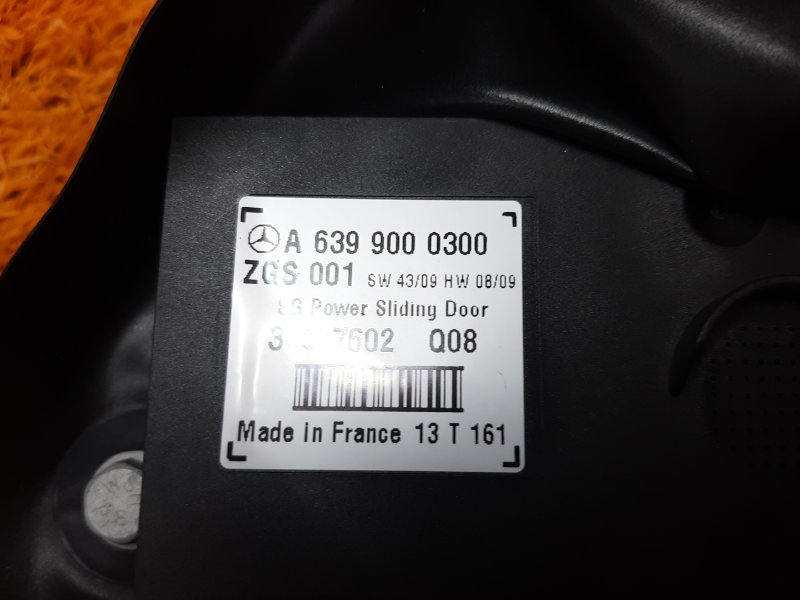 A 639 900 0300
ZGS 001 SW 43/09 HW 08/09
SG Power Sliding Door
Q08
Made in France 13 T 161